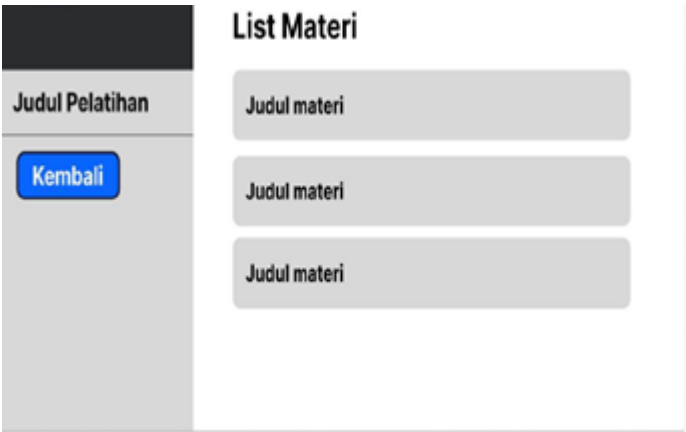 List Materi
Judul Pelatihan
Kembali
Judul materi
Judul materi
Judul materi